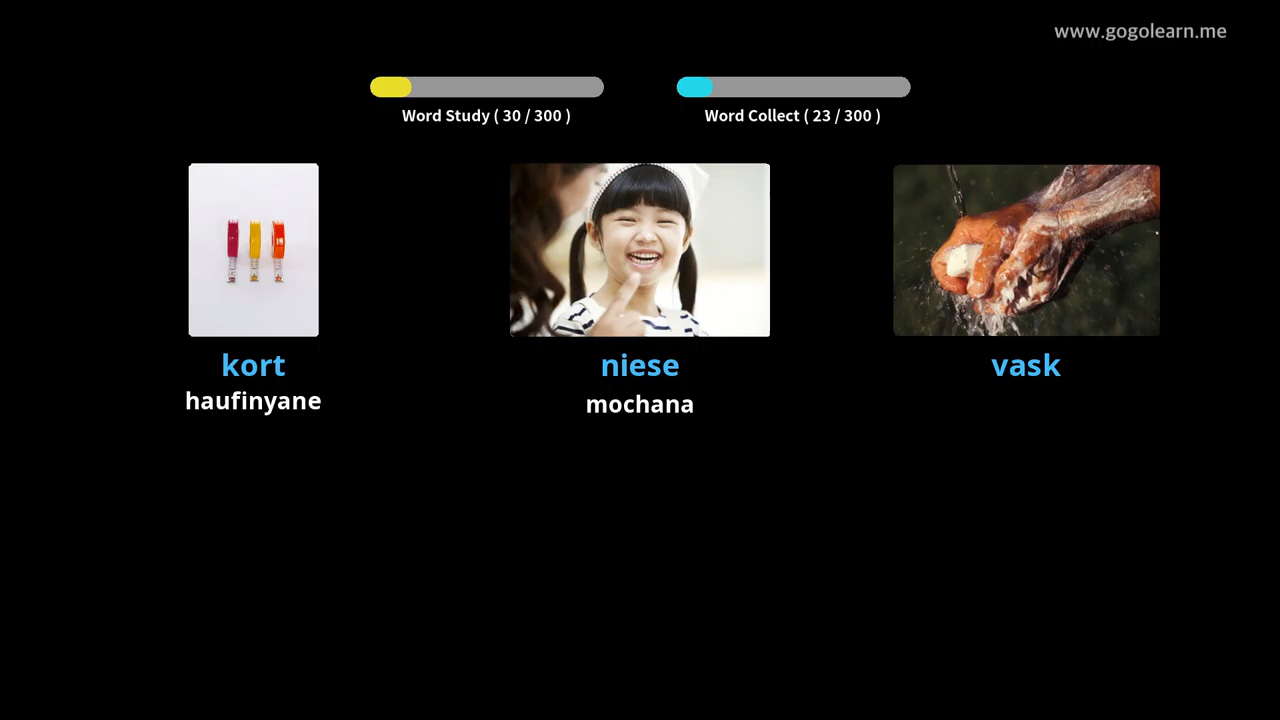 www.gogolearn.me
Word Study ( 30 / 300 )
Word Collect ( 23 / 300 )
kort
haufinyane
niese
mochana
vask